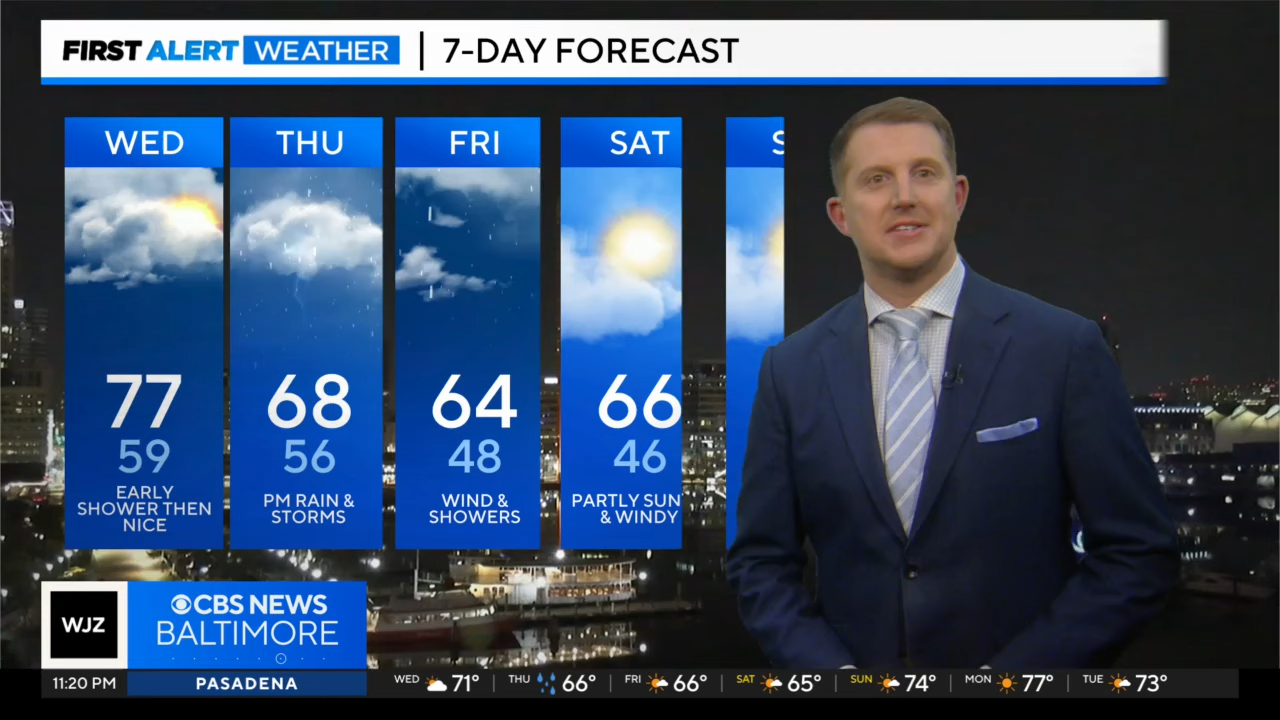 FIRST ALERT WEATHER | 7-DAY FORECAST
WED
77
59
EARLY
SHOWER THEN
NICE
THU
68
56
PM RAIN &
STORMS
FRI
64
48
WIND &
SHOWERS
SAT
66
46
PARTLY SUN
& WINDY
S
WJZ
CBS NEWS
BALTIMORE
11:20 PM
PASADENA
WED 71° | THU 66° | FRI 66° | SAT 65° | SUN 74° | MON 77° | TUE 73°